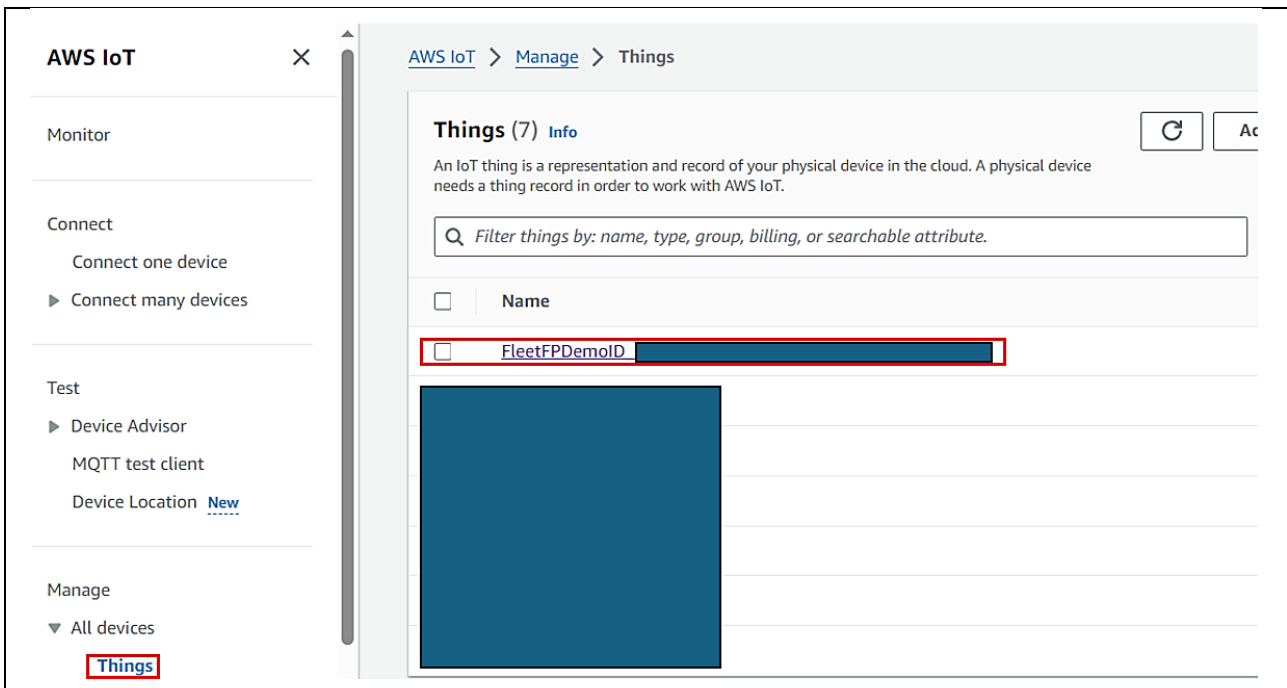 AWS IoT
Monitor
Connect
Connect one device
Connect many devices
Test
Device Advisor
MQTT test client
Device Location New
Manage
All devices
Things
AWS IoT > Manage > Things
Things (7) Info
An IoT thing is a representation and record of your physical device in the cloud. A physical device
needs a thing record in order to work with AWS IoT.
Filter things by: name, type, group, billing, or searchable attribute.
Name
FleetFPDemoID_